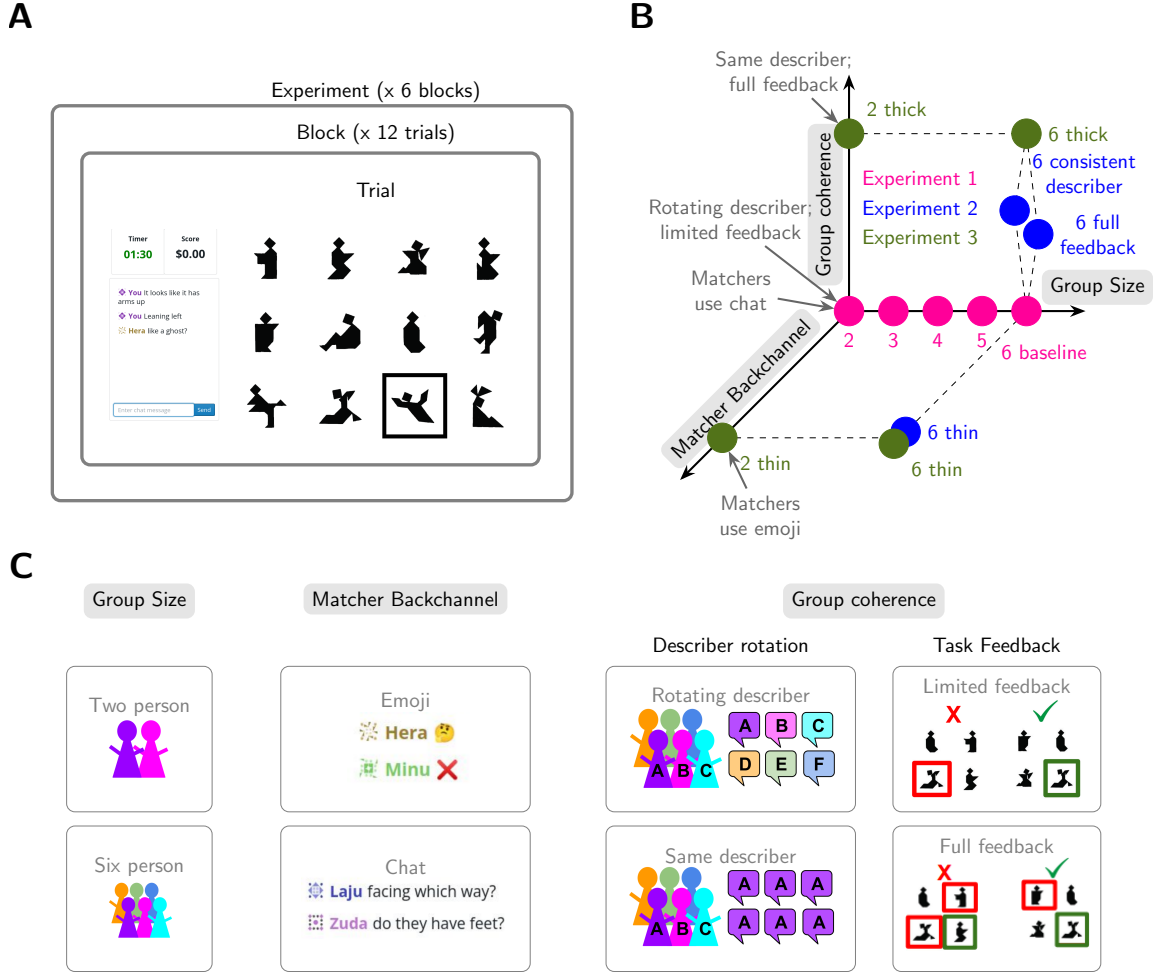 A
Experiment (x 6 blocks)
Block (x 12 trials)
Trial
Timer
Score
01:30
$0.00
You it looks like it has
arms up
You Leaning left
Hera like a ghost?
Enter chat message
Send
B
Same describer;
full feedback
2 thick
6 thick
6 consistent
describer
6 full
feedback
Group coherence
Experiment 1
Experiment 2
Experiment 3
Rotating describer;
limited feedback
Matchers
use chat
Group Size
2
3
4
5
6 baseline
Matcher Backchannel
6 thin
6 thin
2 thin
Matchers
use emoji
C
Group Size
Matcher Backchannel
Group coherence
Describer rotation
Task Feedback
Two person
Emoji
Hera
Minu
Rotating describer
A B C
D E F
A B C
Limited feedback
X
Six person
Chat
Laju facing which way?
Zuda do they have feet?
Same describer
A A A
A A A
A B C
Full feedback
X